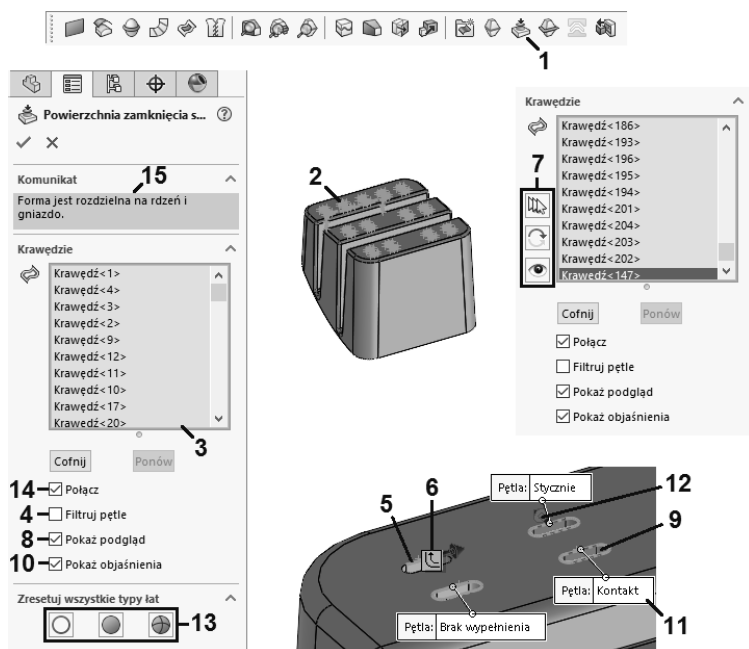 1
Powierzchnia zamknięcia s...
Komunikat
15
Forma jest rozdzielna na rdzeń i
gniazdo.
Krawędzie
Krawędź<1>
Krawędź<4>
Krawędź<3>
Krawędź<2>
Krawędź<9>
Krawędź<12>
Krawędź<11>
Krawędź<10>
Krawędź<17>
Krawędź<20>
3
Cofnij
Ponów
14
Połącz
4
Filtruj pętle
8
Pokaż podgląd
10
Pokaż objaśnienia
Zresetuj wszystkie typy łat
13
2
Krawędzie
7
Krawędź<186>
Krawędź<193>
Krawędź<196>
Krawędź<195>
Krawędź<194>
Krawędź<201>
Krawędź<204>
Krawędź<203>
Krawędź<202>
Krawędź<147>
Cofnij
Ponów
Połącz
Filtruj pętle
Pokaż podgląd
Pokaż objaśnienia
5
6
Pętla: Stycznie
12
9
Pętla: Kontakt
11
Pętla: Brak wypełnienia